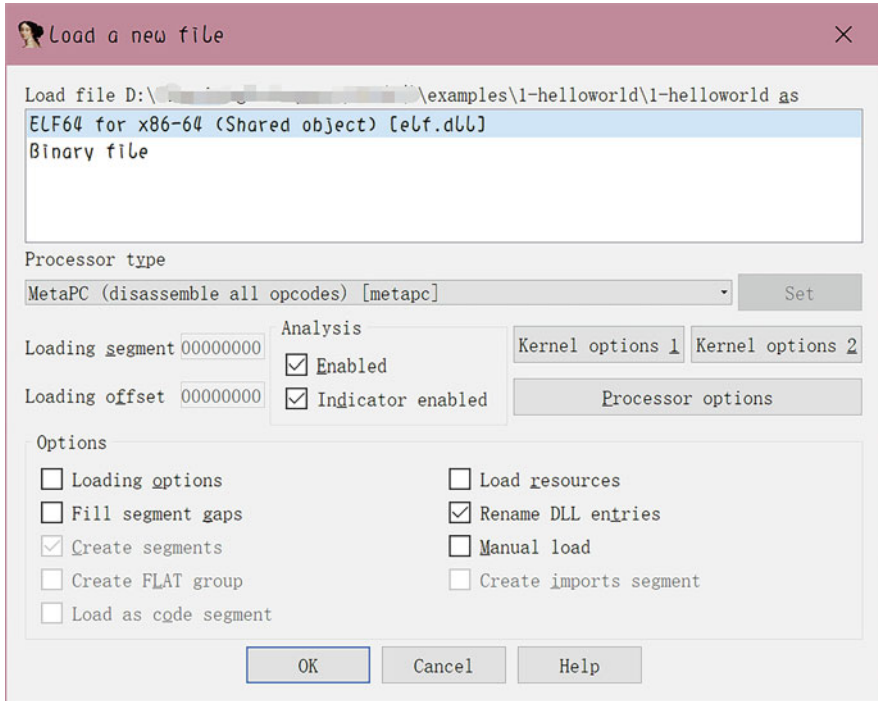 Load a new file
Load file D:\ \examples\1-helloworld\1-helloworld as
ELF64 for x86-64 (Shared object) [elf.dll]
Binary file
Processor type
MetaPC (disassemble all opcodes) [metapc]
Set
Loading segment 00000000
Loading offset 00000000
Analysis
Enabled
Indicator enabled
Kernel options 1
Kernel options 2
Processor options
Options
Loading options
Fill segment gaps
Create segments
Create FLAT group
Load as code segment
Load resources
Rename DLL entries
Manual load
Create imports segment
OK
Cancel
Help